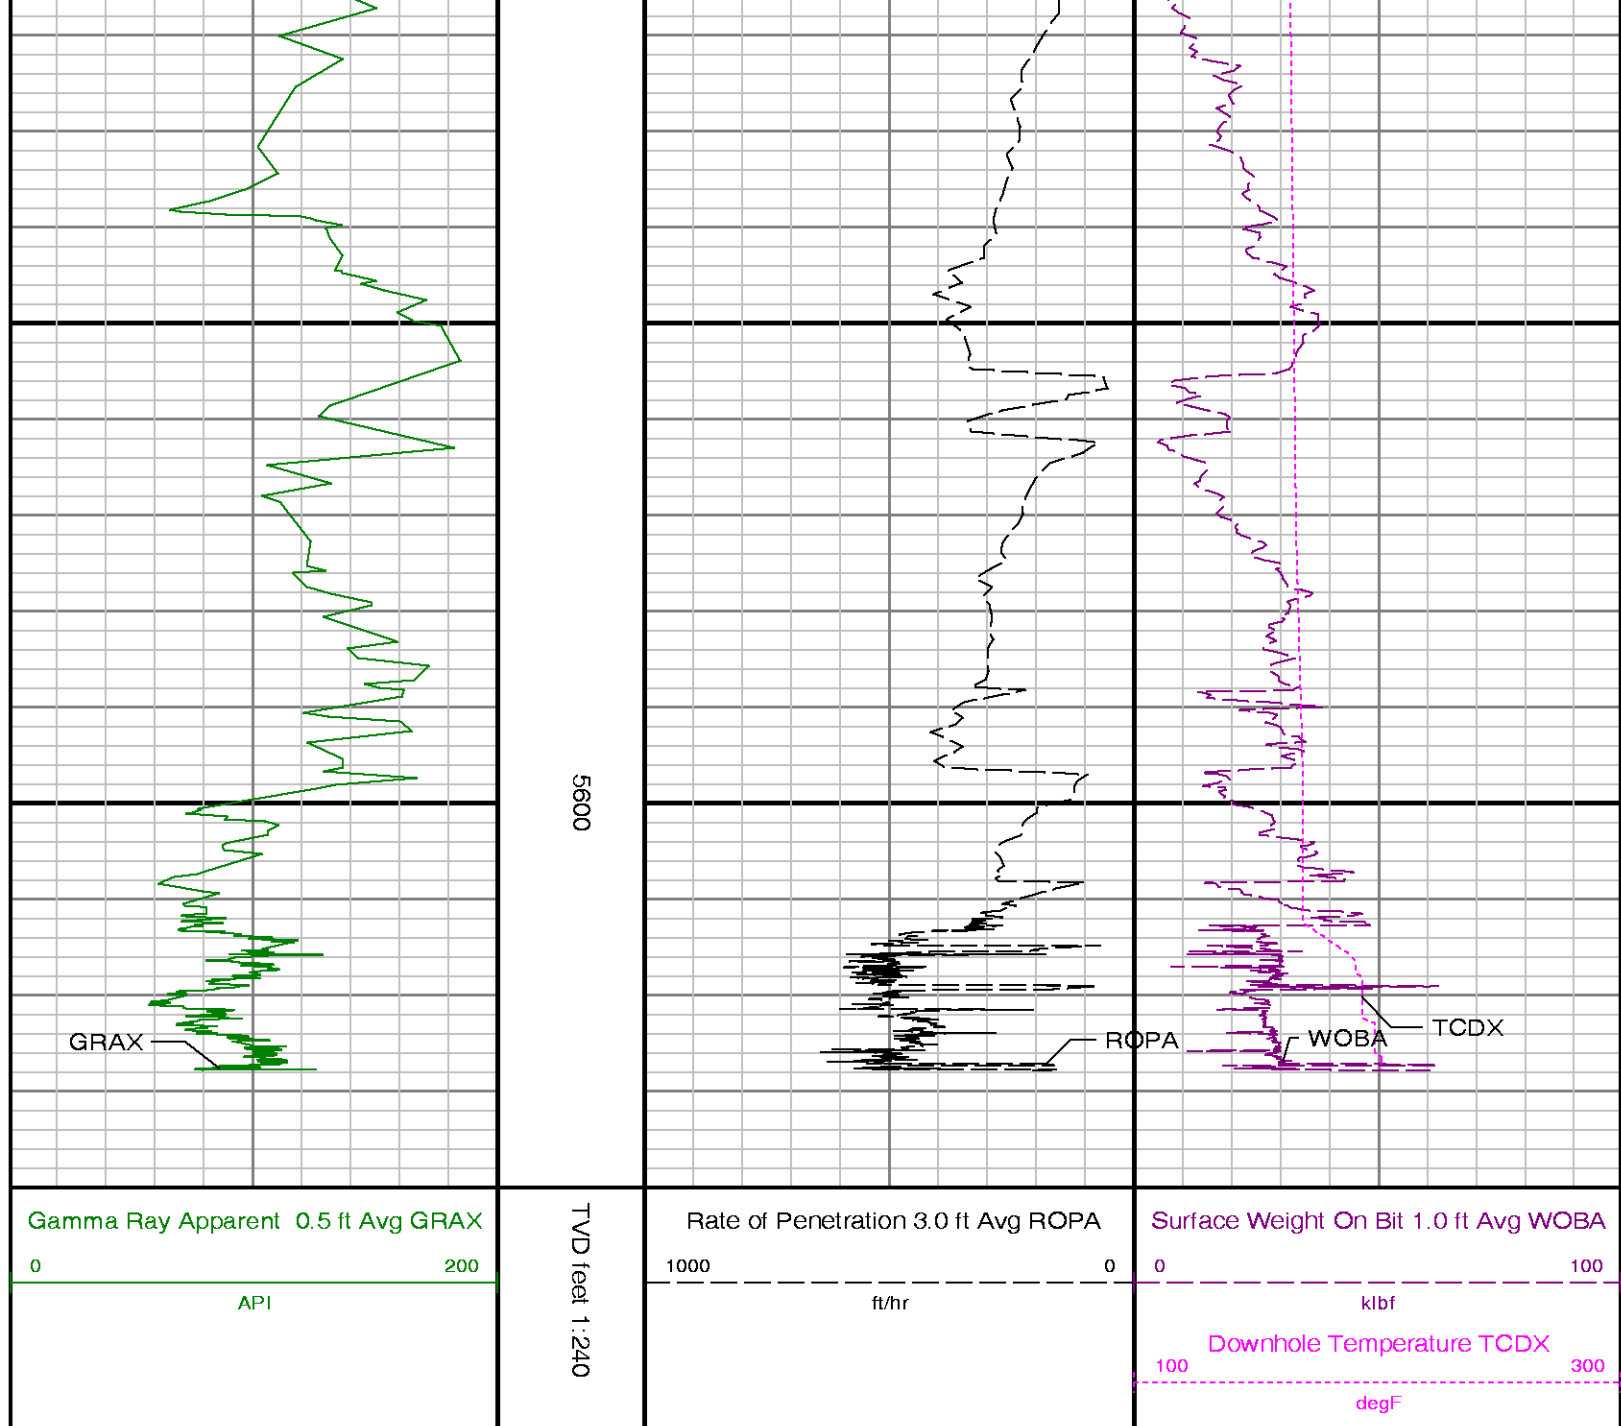 5600
TCDX
WOBA
ROPA
GRAX
Gamma Ray Apparent 0.5 ft Avg GRAX
0 200
API
TVD feet 1:240
Rate of Penetration 3.0 ft Avg ROPA
1000 0
ft/hr
Surface Weight On Bit 1.0 ft Avg WOBA
0 100
klbf
Downhole Temperature TCDX
100 300
degF